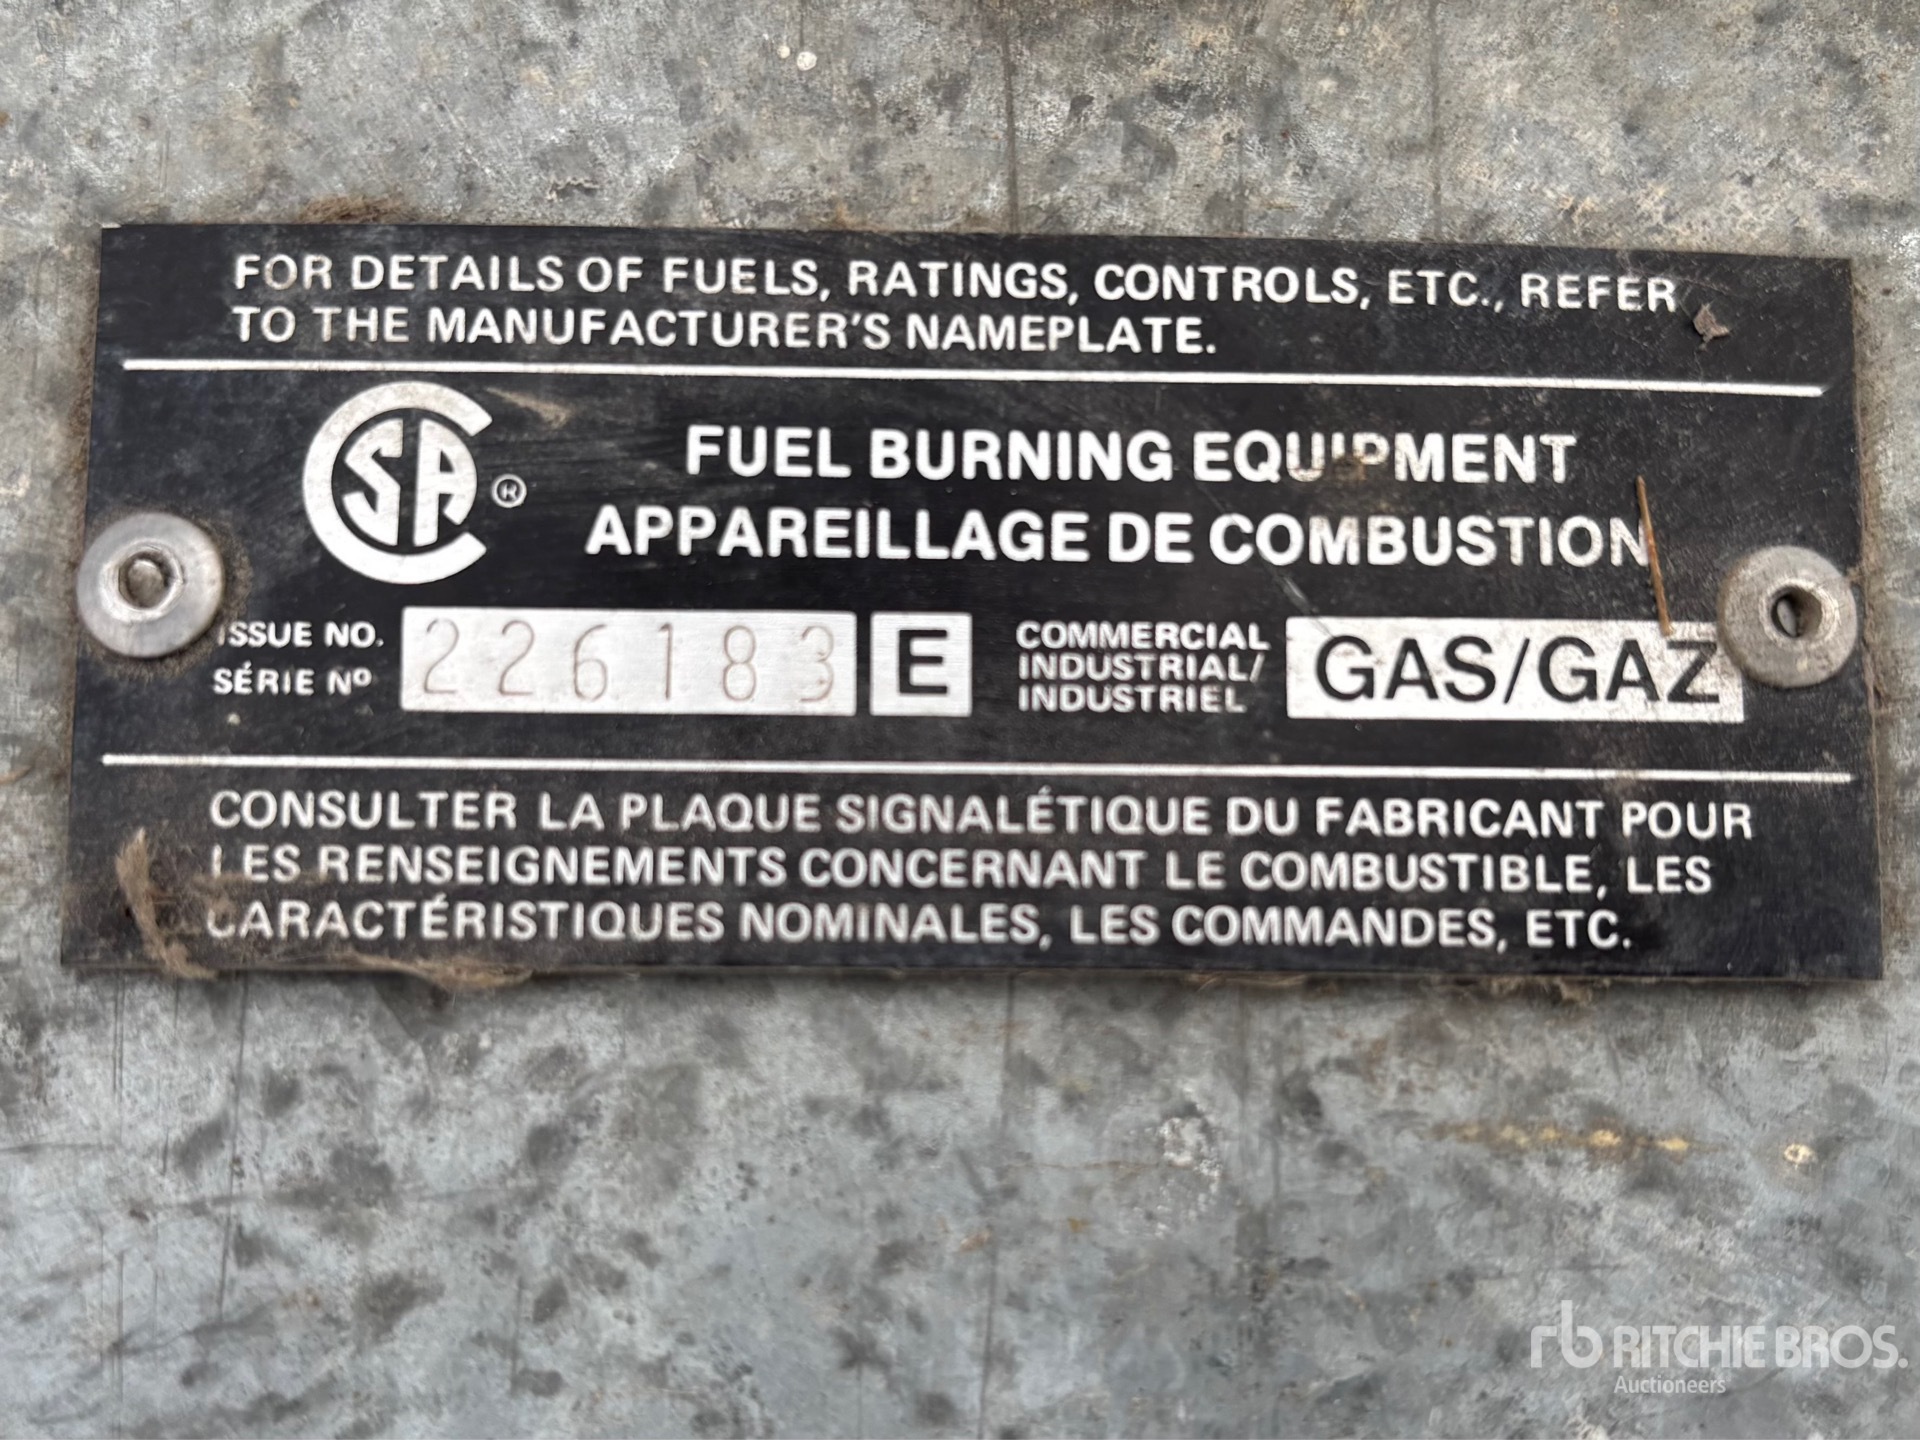 FOR DETAILS OF FUELS, RATINGS, CONTROLS, ETC., REFER
TO THE MANUFACTURER'S NAMEPLATE.
CSA ®
FUEL BURNING EQUIPMENT
APPAREILLAGE DE COMBUSTION
ISSUE NO.
SÉRIE Nº
226183 E
COMMERCIAL
INDUSTRIAL/
INDUSTRIEL
GAS/GAZ
CONSULTER LA PLAQUE SIGNALÉTIQUE DU FABRICANT POUR
LES RENSEIGNEMENTS CONCERNANT LE COMBUSTIBLE, LES
CARACTÉRISTIQUES NOMINALES, LES COMMANDES, ETC.
rb RITCHIE BROS.
Auctioneers